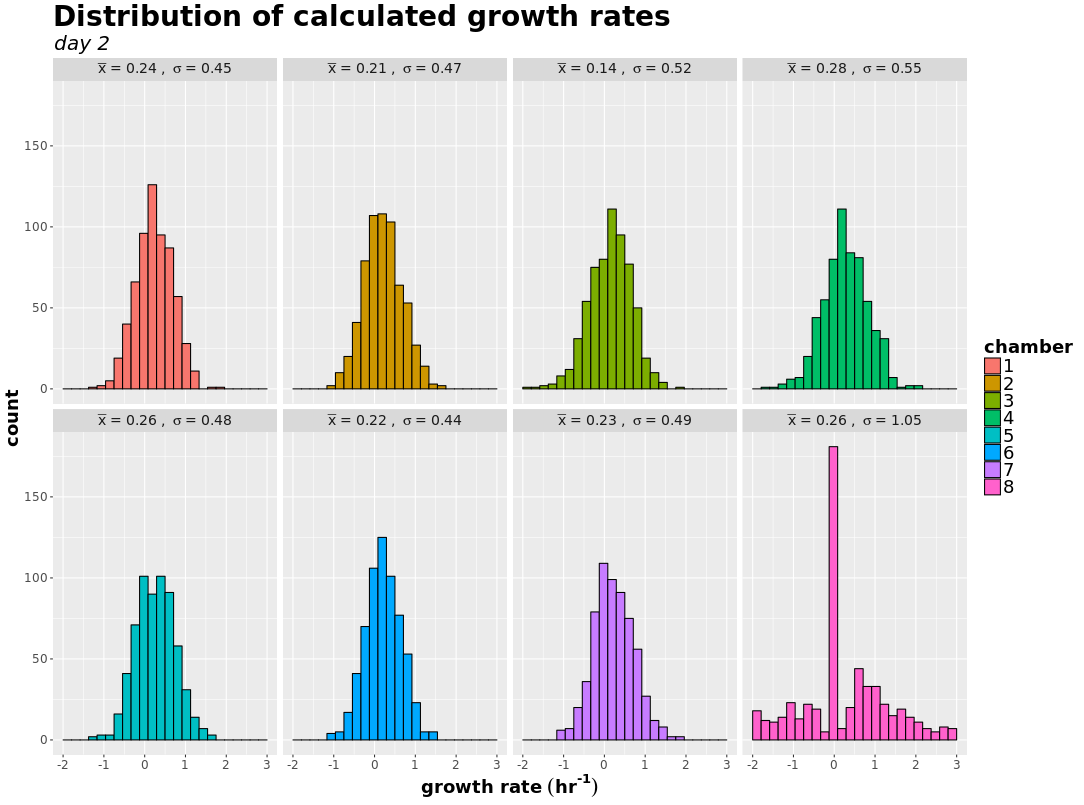 Distribution of calculated growth rates
day 2
x̅ = 0.24 , σ = 0.45
x̅ = 0.21 , σ = 0.47
x̅ = 0.14 , σ = 0.52
x̅ = 0.28 , σ = 0.55
150
100
50
0
x̅ = 0.26 , σ = 0.48
x̅ = 0.22 , σ = 0.44
x̅ = 0.23 , σ = 0.49
x̅ = 0.26 , σ = 1.05
150
100
50
0
-2 -1 0 1 2 3
-2 -1 0 1 2 3
-2 -1 0 1 2 3
-2 -1 0 1 2 3
count
growth rate (hr⁻¹)
chamber
1
2
3
4
5
6
7
8